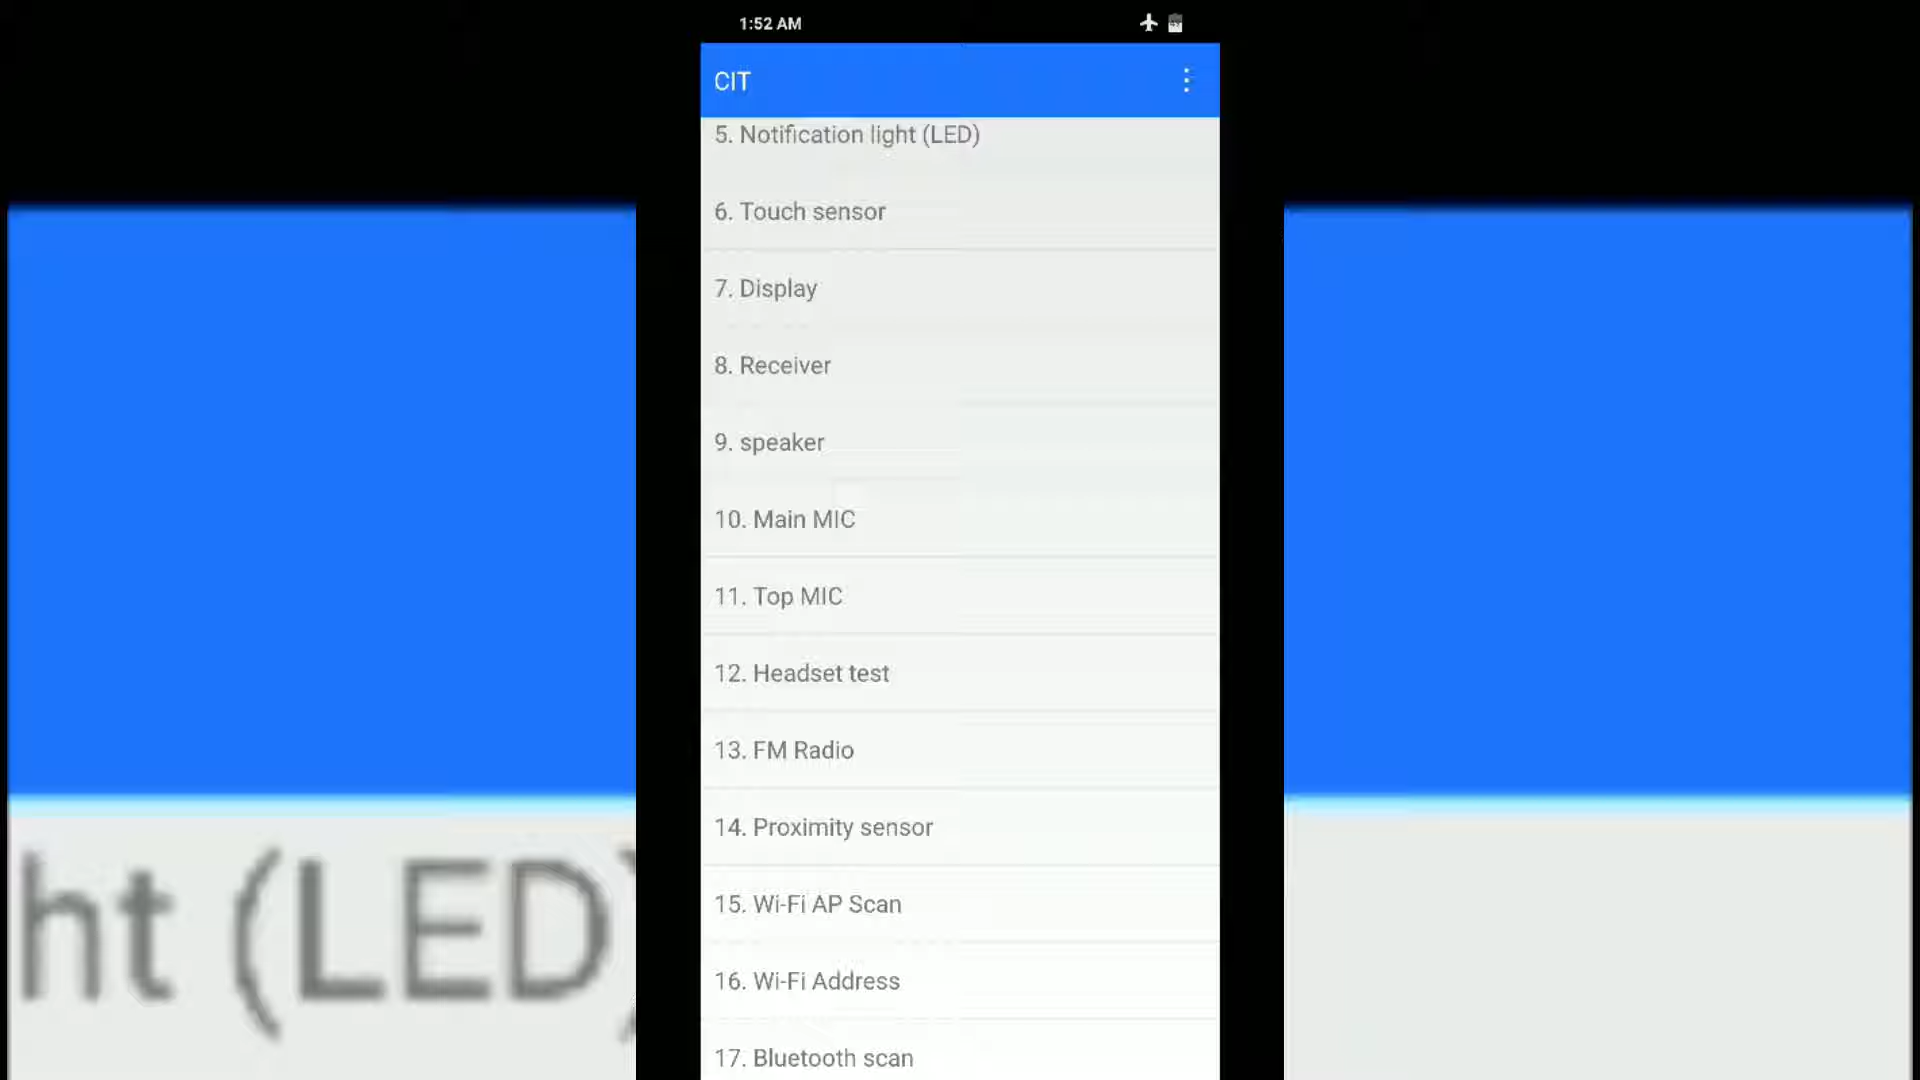 1:52 AM
CIT
5. Notification light (LED)
6. Touch sensor
7. Display
8. Receiver
9. speaker
10. Main MIC
11. Top MIC
12. Headset test
13. FM Radio
14. Proximity sensor
15. Wi-Fi AP Scan
16. Wi-Fi Address
17. Bluetooth scan
ht (LED)